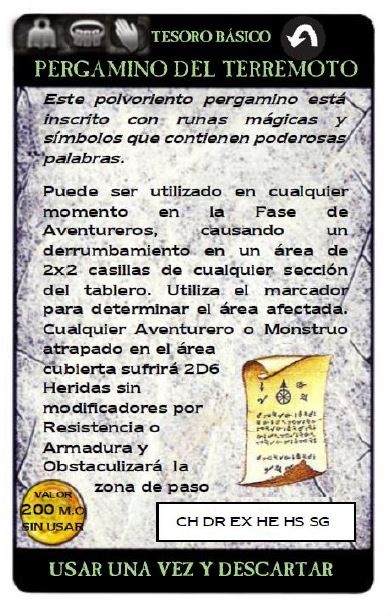 TESORO BÁSICO
PERGAMINO DEL TERREMOTO
Este polvoriento pergamino está
inscrito con runas mágicas y
símbolos que contienen poderosas
palabras.
Puede ser utilizado en cualquier
momento en la Fase de
Aventureros, causando un
derrumbamiento en un área de
2x2 casillas de cualquier sección
del tablero. Utiliza el marcador
para determinar el área afectada.
Cualquier Aventurero o Monstruo
atrapado en el área
cubierta sufrirá 2D6
Heridas sin
modificadores por
Resistencia o
Armadura y
Obstaculizará la
zona de paso
VALOR
200 M.O
SIN USAR
CH DR EX HE HS SG
USAR UNA VEZ Y DESCARTAR